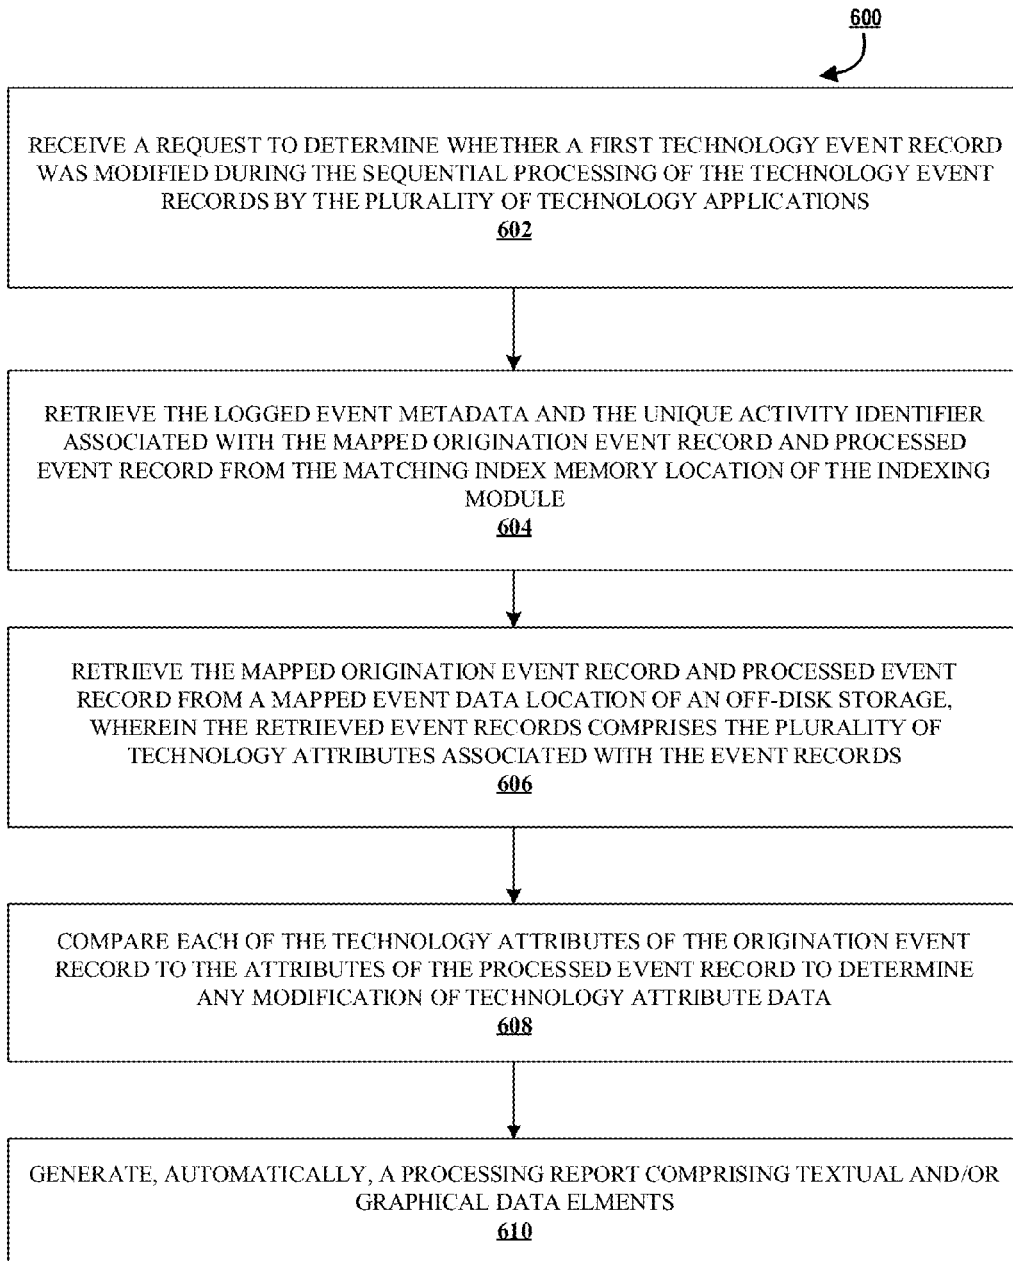 600
RECEIVE A REQUEST TO DETERMINE WHETHER A FIRST TECHNOLOGY EVENT RECORD
WAS MODIFIED DURING THE SEQUENTIAL PROCESSING OF THE TECHNOLOGY EVENT
RECORDS BY THE PLURALITY OF TECHNOLOGY APPLICATIONS
602
RETRIEVE THE LOGGED EVENT METADATA AND THE UNIQUE ACTIVITY IDENTIFIER
ASSOCIATED WITH THE MAPPED ORIGINATION EVENT RECORD AND PROCESSED
EVENT RECORD FROM THE MATCHING INDEX MEMORY LOCATION OF THE INDEXING
MODULE
604
RETRIEVE THE MAPPED ORIGINATION EVENT RECORD AND PROCESSED EVENT
RECORD FROM A MAPPED EVENT DATA LOCATION OF AN OFF-DISK STORAGE,
WHEREIN THE RETRIEVED EVENT RECORDS COMPRISES THE PLURALITY OF
TECHNOLOGY ATTRIBUTES ASSOCIATED WITH THE EVENT RECORDS
606
COMPARE EACH OF THE TECHNOLOGY ATTRIBUTES OF THE ORIGINATION EVENT
RECORD TO THE ATTRIBUTES OF THE PROCESSED EVENT RECORD TO DETERMINE
ANY MODIFICATION OF TECHNOLOGY ATTRIBUTE DATA
608
GENERATE, AUTOMATICALLY, A PROCESSING REPORT COMPRISING TEXTUAL AND/OR
GRAPHICAL DATA ELMENTS
610